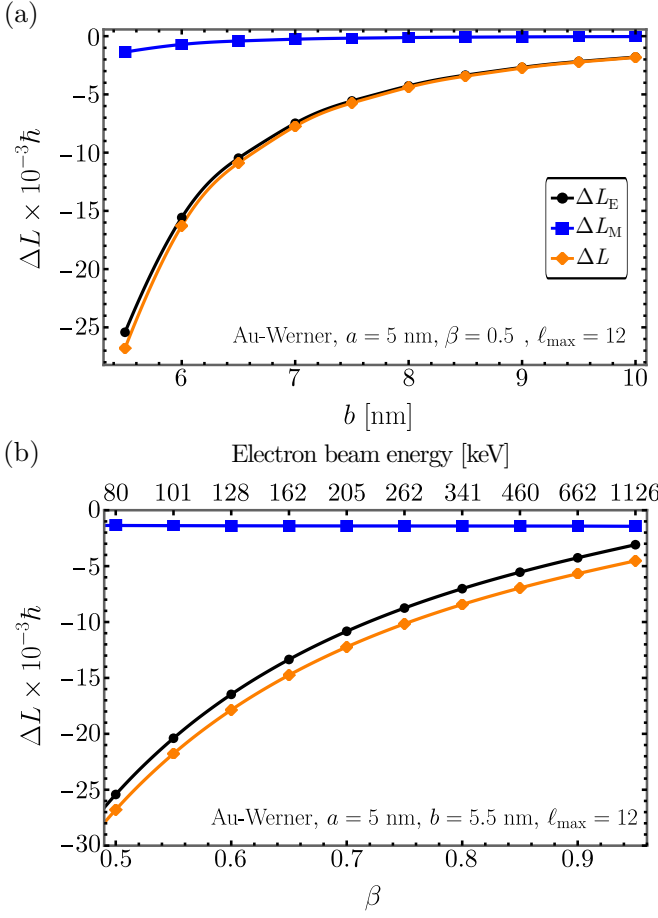 (a)
0
−5
−10
−15
−20
−25
ΔL × 10⁻³ħ
ΔL_E
ΔL_M
ΔL
Au-Werner, a = 5 nm, β = 0.5 , ℓ_max = 12
6 7 8 9 10
b [nm]
(b)
Electron beam energy [keV]
80 101 128 162 205 262 341 460 662 1126
0
−5
−10
−15
−20
−25
−30
ΔL × 10⁻³ħ
Au-Werner, a = 5 nm, b = 5.5 nm, ℓ_max = 12
0.5 0.6 0.7 0.8 0.9
β